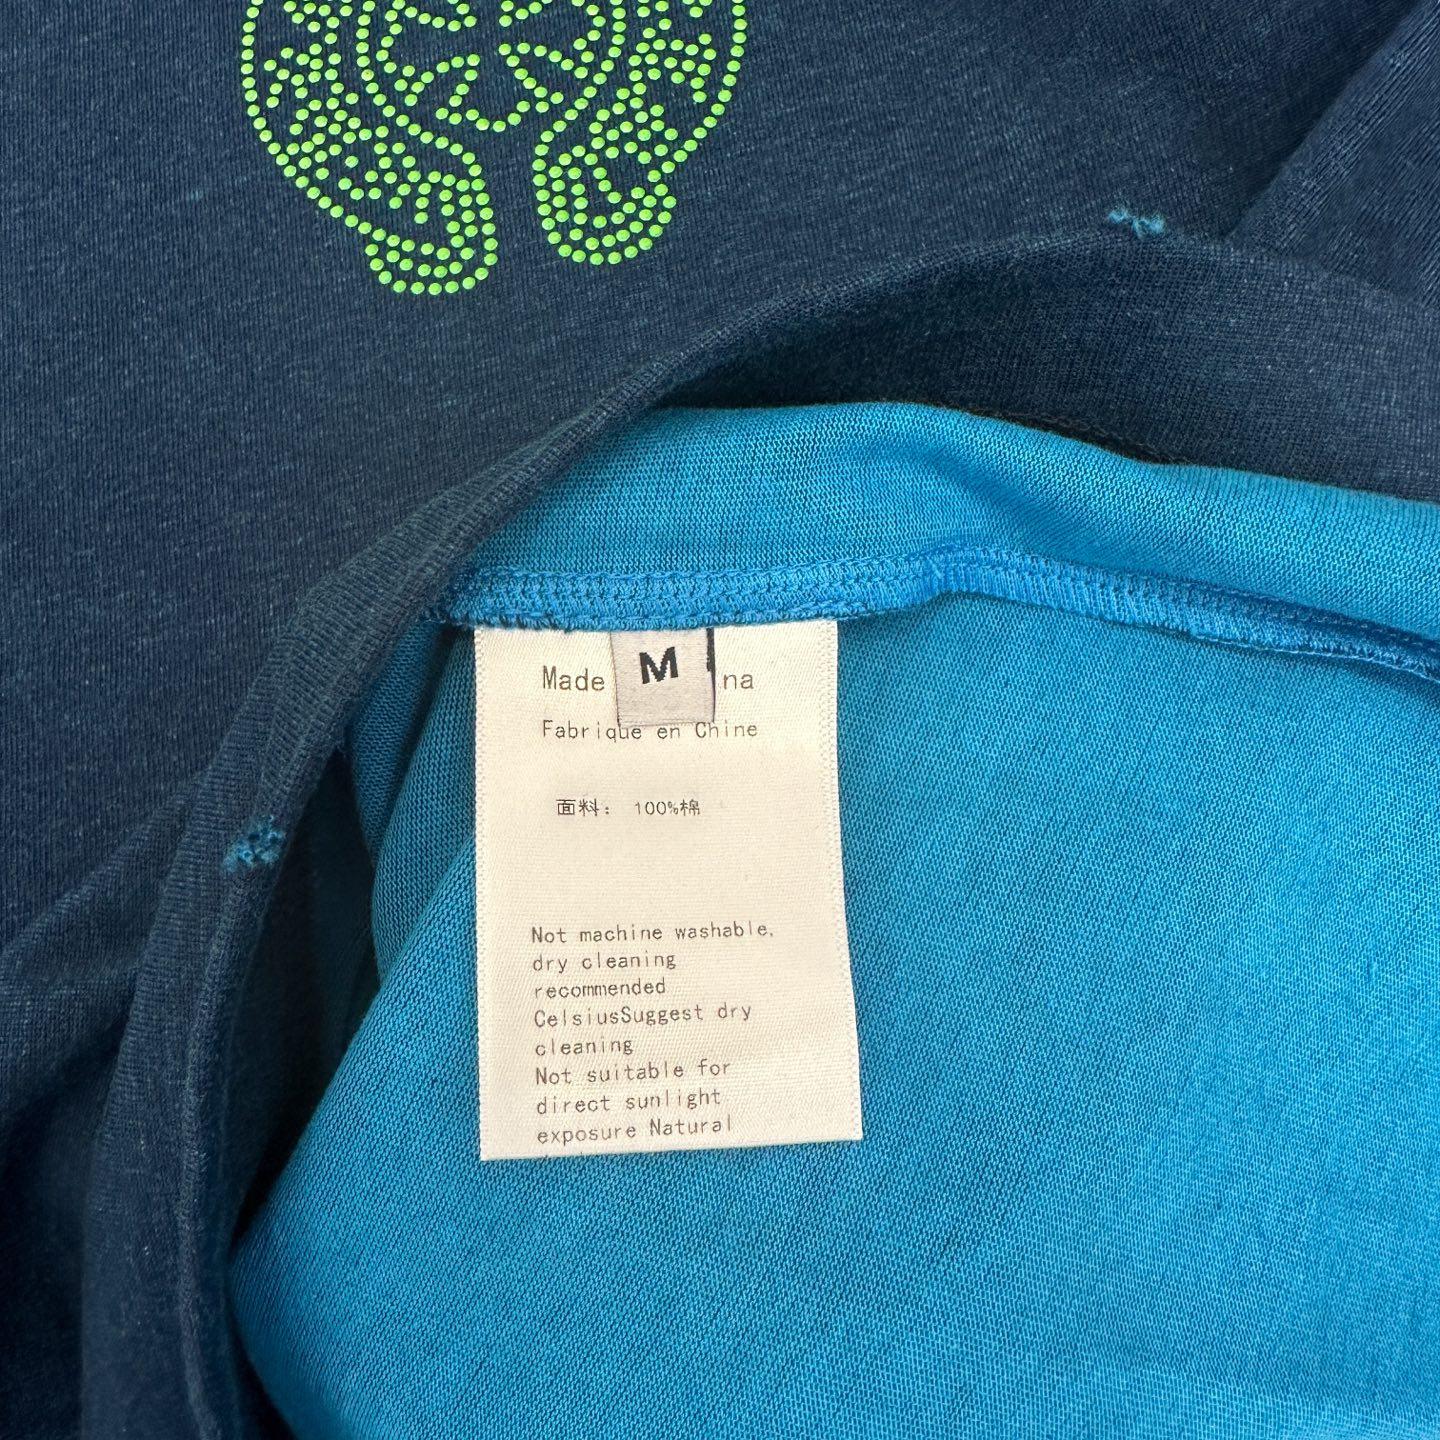 M
Made na
Fabrique en Chine
面料: 100%棉
Not machine washable.
dry cleaning
recommended
CelsiusSuggest dry
cleaning
Not suitable for
direct sunlight
exposure Natural